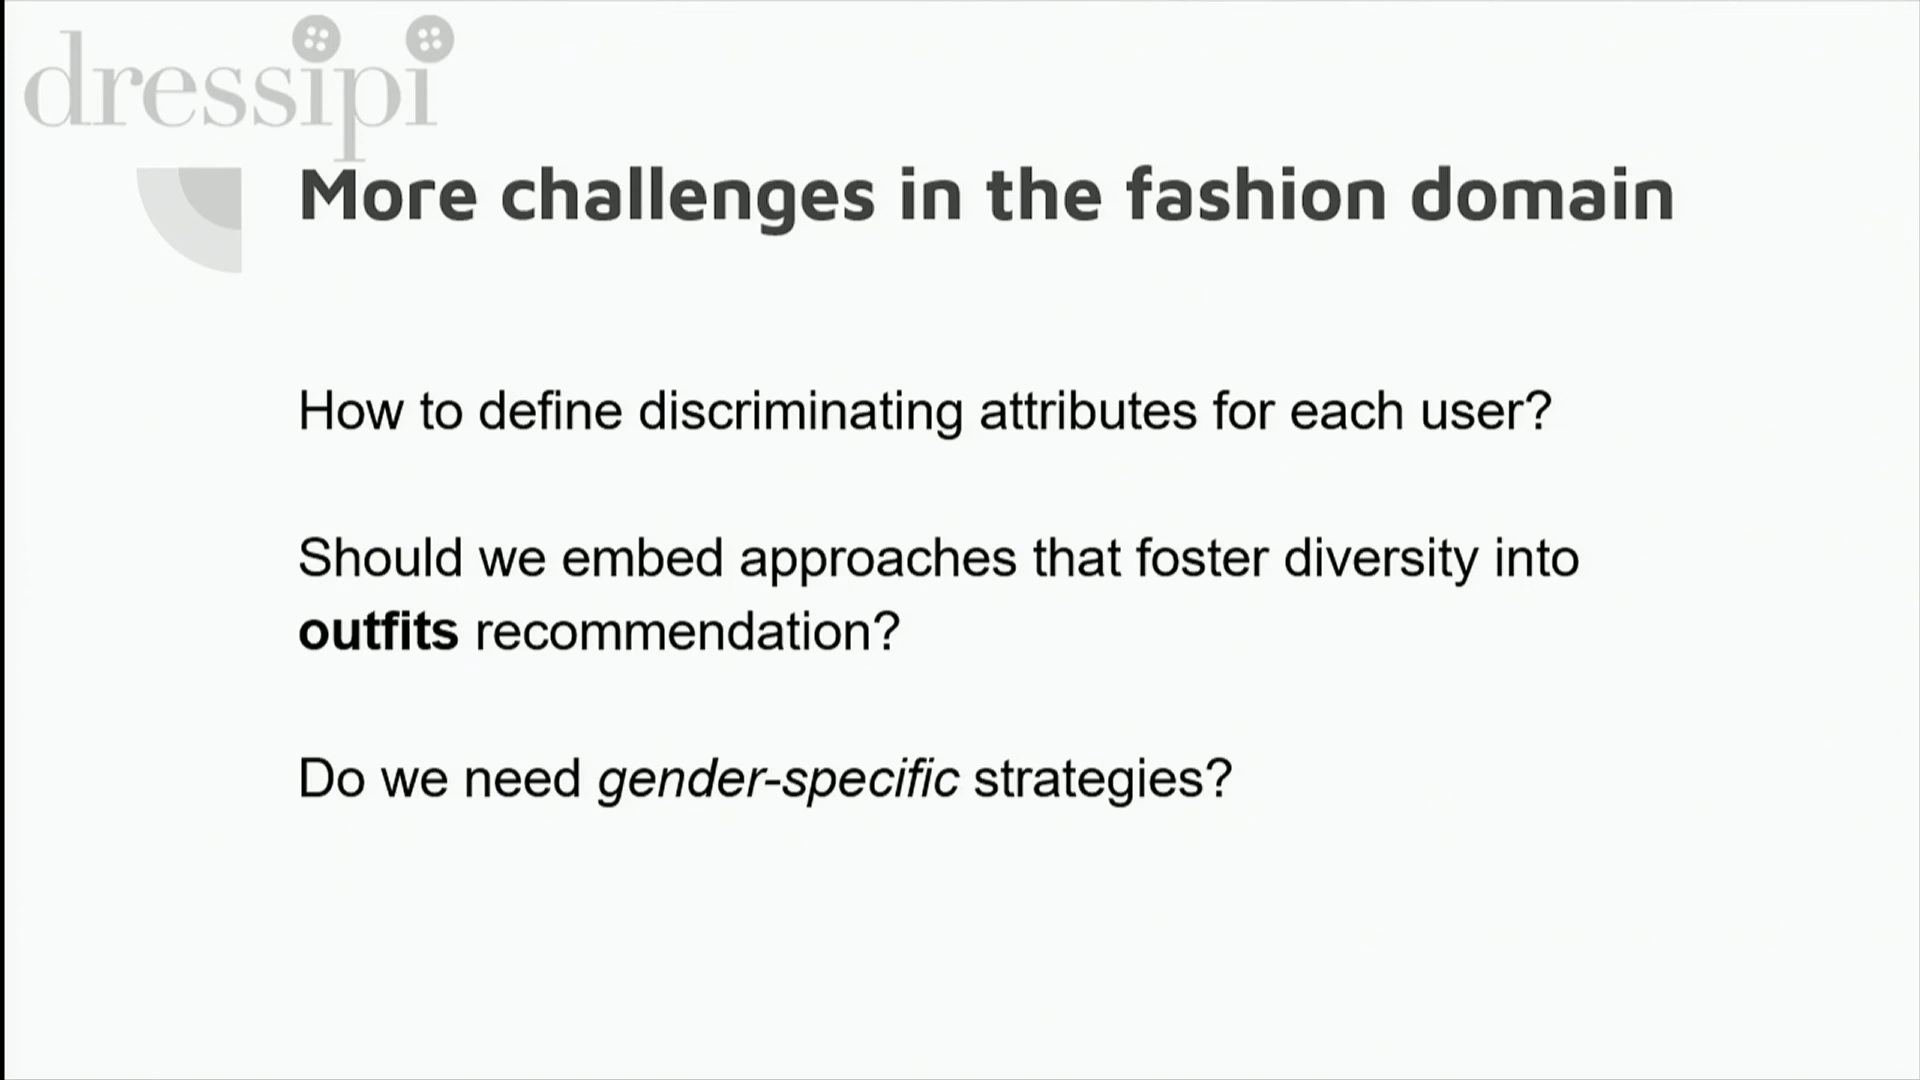 dressipi
More challenges in the fashion domain
How to define discriminating attributes for each user?
Should we embed approaches that foster diversity into
outfits recommendation?
Do we need gender-specific strategies?